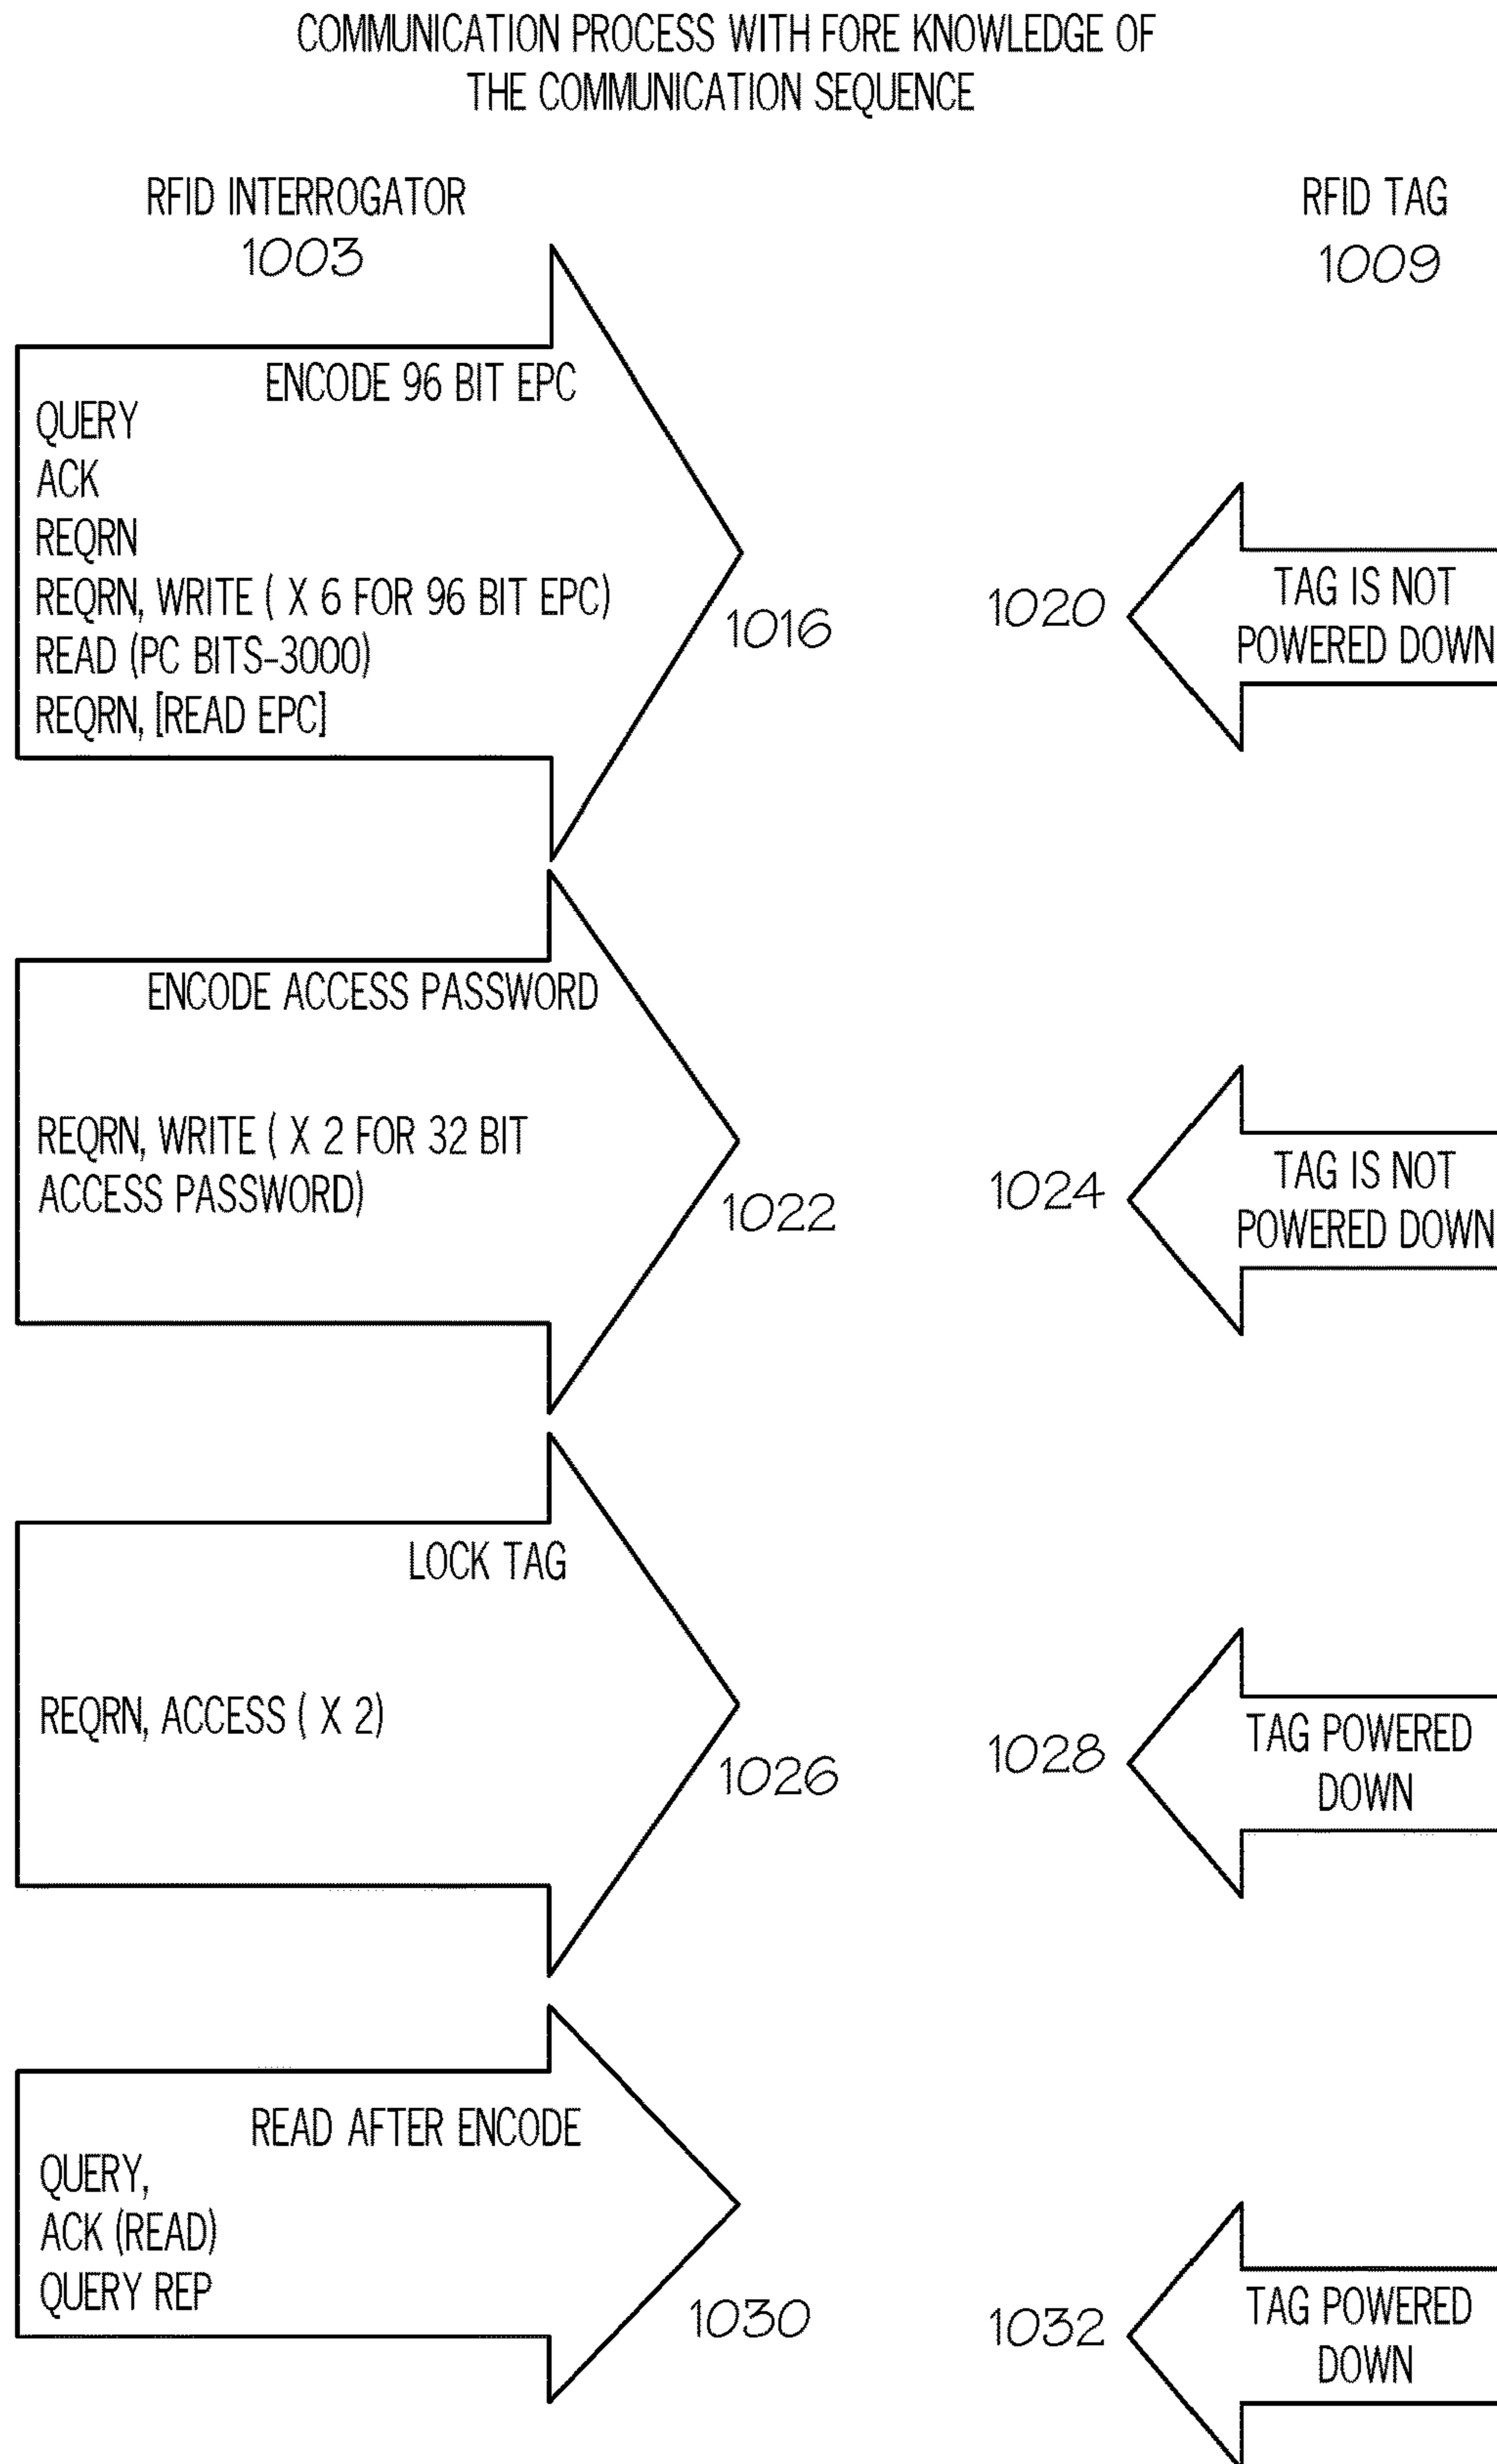 COMMUNICATION PROCESS WITH FORE KNOWLEDGE OF
THE COMMUNICATION SEQUENCE
RFID INTERROGATOR
1003
RFID TAG
1009
ENCODE 96 BIT EPC
QUERY
ACK
REQRN
REQRN, WRITE ( X 6 FOR 96 BIT EPC)
READ (PC BITS-3000)
REQRN, [READ EPC]
1016
1020
TAG IS NOT
POWERED DOWN
ENCODE ACCESS PASSWORD
REQRN, WRITE ( X 2 FOR 32 BIT
ACCESS PASSWORD)
1022
1024
TAG IS NOT
POWERED DOWN
LOCK TAG
REQRN, ACCESS ( X 2)
1026
1028
TAG POWERED
DOWN
READ AFTER ENCODE
QUERY,
ACK (READ)
QUERY REP
1030
1032
TAG POWERED
DOWN